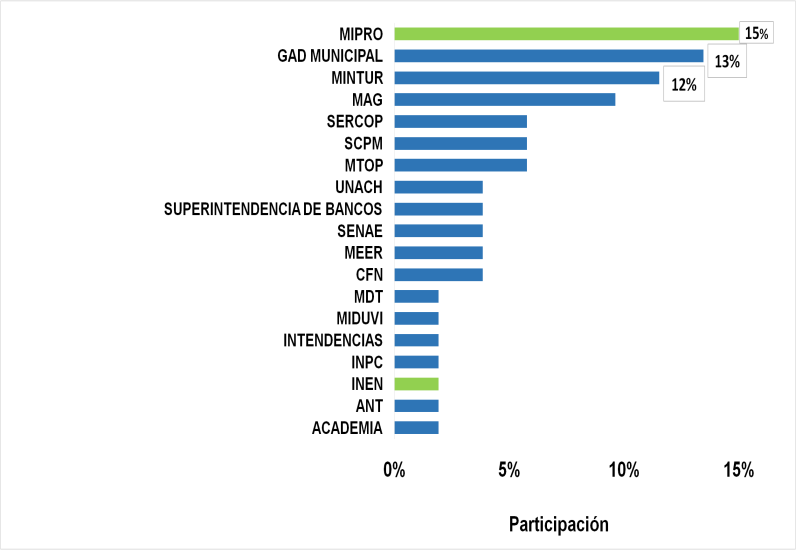 MIPRO 15%
GAD MUNICIPAL 13%
MINTUR 12%
MAG
SERCOP
SCPM
MTOP
UNACH
SUPERINTENDENCIA DE BANCOS
SENAE
MEER
CFN
MDT
MIDUVI
INTENDENCIAS
INPC
INEN
ANT
ACADEMIA
0% 5% 10% 15%
Participación